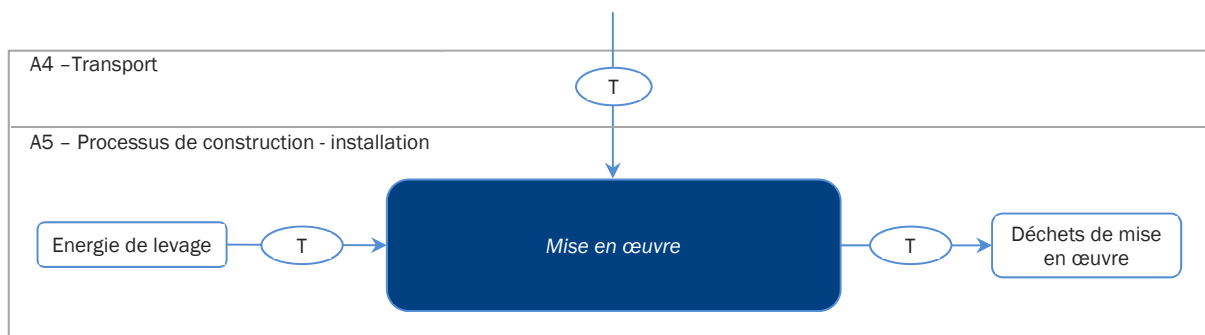 A4 –Transport
T
A5 – Processus de construction - installation
Energie de levage
T
Mise en œuvre
T
Déchets de mise
en œuvre